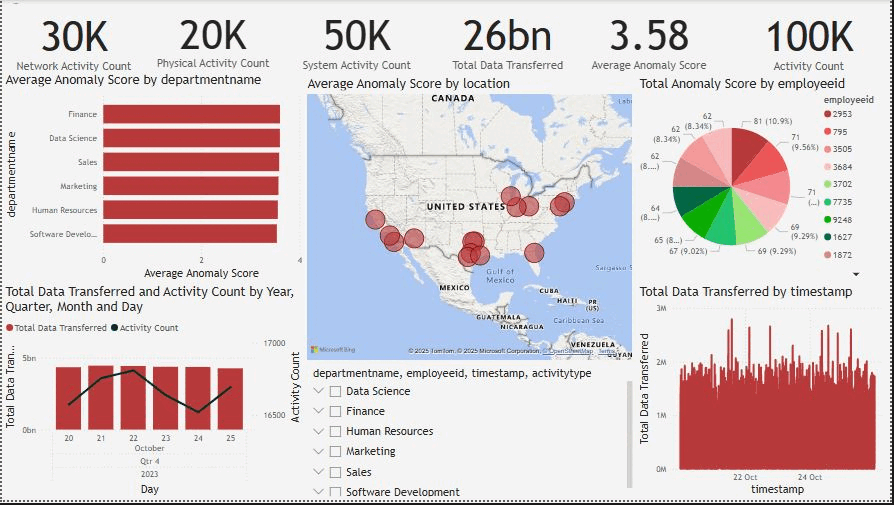 30K
Network Activity Count
20K
Physical Activity Count
50K
System Activity Count
26bn
Total Data Transferred
3.58
Average Anomaly Score
100K
Activity Count
Average Anomaly Score by departmentname
departmentname
Finance
Data Science
Sales
Marketing
Human Resources
Software Develo...
0
2
4
Average Anomaly Score
Average Anomaly Score by location
CANADA
UNITED STATES
MEXICO
Gulf of
Mexico
CUBA
HAITI
PR
(US)
GUATEMALA
NICARAGUA
Caribbean Sea
VENEZUELA
Sargasso S
Microsoft Bing
© 2025 TomTom, © 2025 Microsoft Corporation, © OpenStreetMap Terms
Total Anomaly Score by employeeid
81 (10.9%)
71
(9.56%)
71
(...)
69
(9.29%)
69 (9.29%)
67 (9.02%)
65 (8...)
64
(8....)
62
(8....)
62
(8.34%)
62
(8.34%)
employeeid
2953
795
3505
3684
3702
7735
9248
1627
1872
Total Data Transferred and Activity Count by Year,
Quarter, Month and Day
Total Data Transferred
Activity Count
Total Data Tran...
5bn
0bn
17000
16500
Activity Count
20
21
22
23
24
25
October
Qtr 4
2023
Day
departmentname, employeeid, timestamp, activitytype
Data Science
Finance
Human Resources
Marketing
Sales
Software Development
Total Data Transferred by timestamp
Total Data Transferred
3M
2M
1M
0M
22 Oct
24 Oct
timestamp